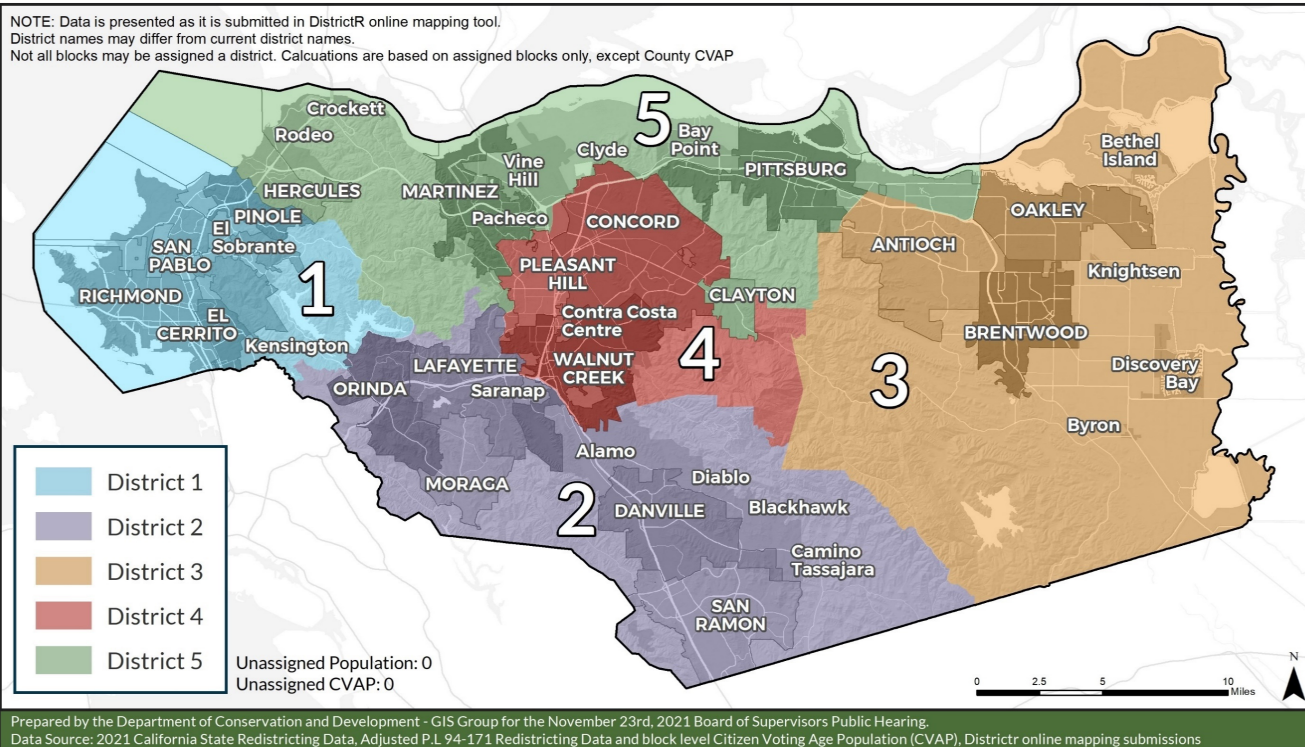 NOTE: Data is presented as it is submitted in DistrictR online mapping tool.
District names may differ from current district names.
Not all blocks may be assigned a district. Calcuations are based on assigned blocks only, except County CVAP
Crockett
Rodeo
HERCULES
PINOLE
El
Sobrante
SAN
PABLO
RICHMOND
EL
CERRITO
Kensington
1
5
Clyde
Bay
Point
PITTSBURG
Vine
Hill
MARTINEZ
Pacheco
CONCORD
PLEASANT
HILL
CLAYTON
Contra Costa
Centre
WALNUT
CREEK
4
Bethel
Island
OAKLEY
ANTIOCH
Knightsen
BRENTWOOD
Discovery
Bay
3
Byron
LAFAYETTE
ORINDA
Saranap
MORAGA
Alamo
2
Diablo
DANVILLE
Blackhawk
Camino
Tassajara
SAN
RAMON
District 1
District 2
District 3
District 4
District 5
Unassigned Population: 0
Unassigned CVAP: 0
0 2.5 5 10
Miles
N
Prepared by the Department of Conservation and Development - GIS Group for the November 23rd, 2021 Board of Supervisors Public Hearing.
Data Source: 2021 California State Redistricting Data, Adjusted P.L 94-171 Redistricting Data and block level Citizen Voting Age Population (CVAP), Districtr online mapping submissions